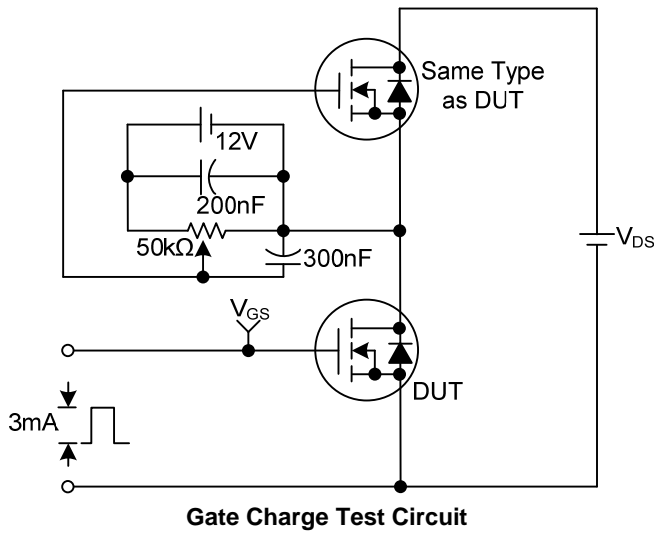 Same Type
as DUT
12V
200nF
50kΩ
300nF
V_DS
V_GS
DUT
3mA
Gate Charge Test Circuit